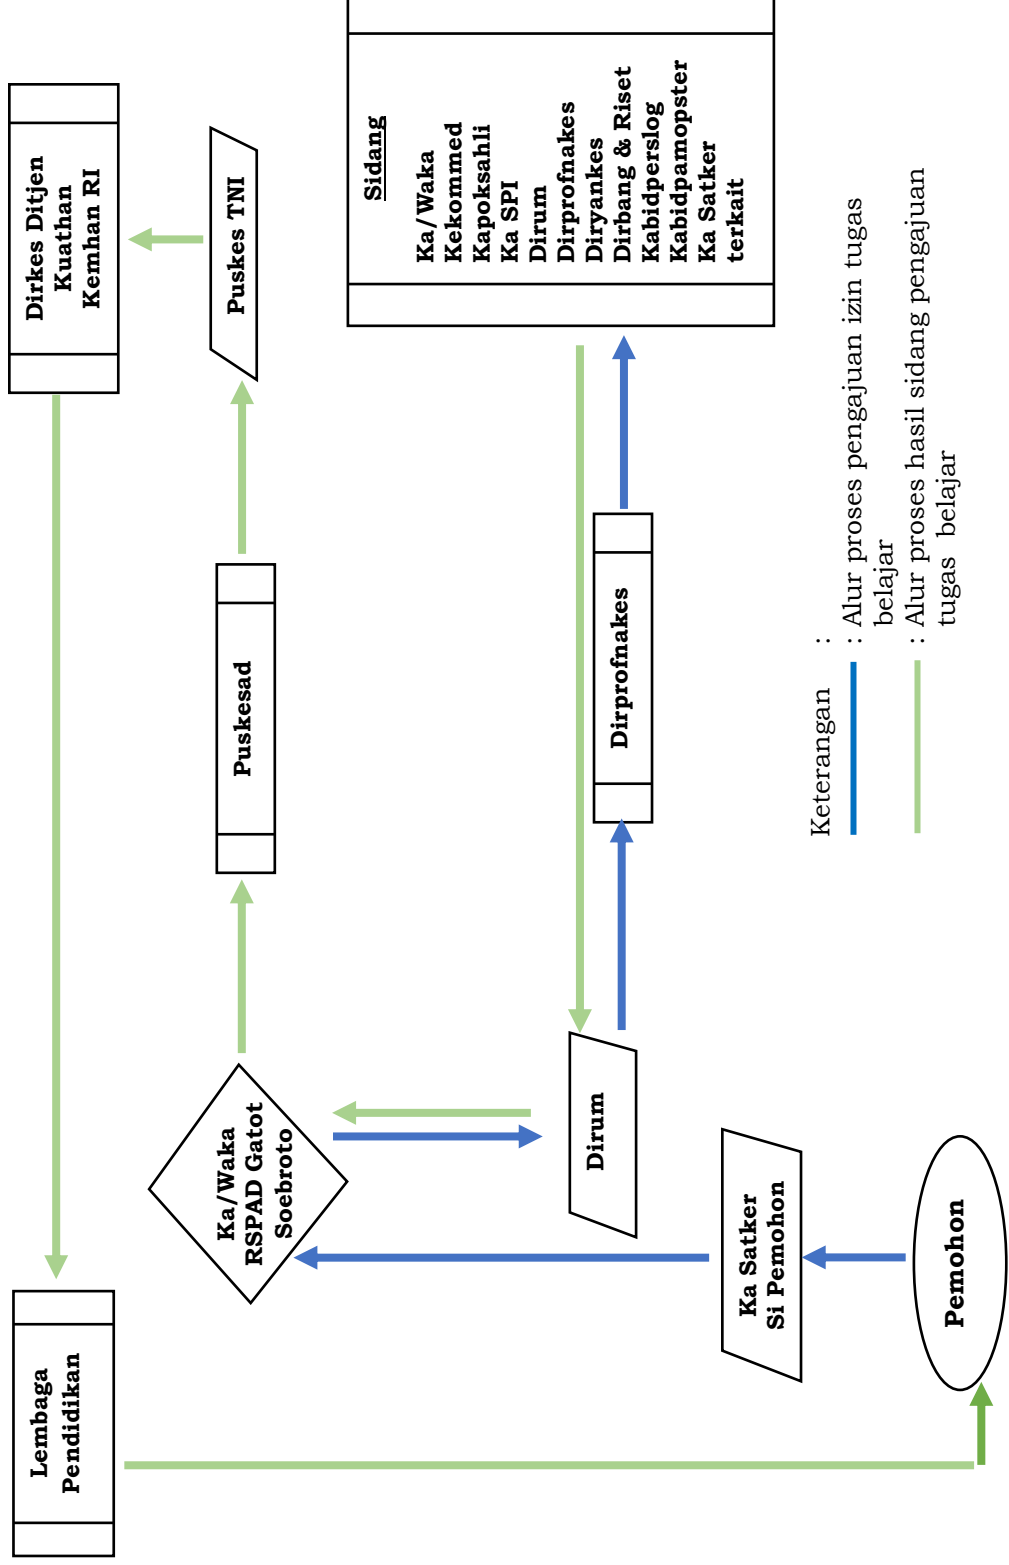 Lembaga
Pendidikan
Dirkes Ditjen
Kuathan
Kemhan RI
Ka/Waka
RSPAD Gatot
Soebroto
Puskesad
Puskes TNI
Dirum
Dirprofnakes
Sidang
Ka/Waka
Kekommed
Kapoksahli
Ka SPI
Dirum
Dirprofnakes
Diryankes
Dirbang & Riset
Kabidperslog
Kabidpamopster
Ka Satker
terkait
Ka Satker
Si Pemohon
Pemohon
Keterangan :
: Alur proses pengajuan izin tugas
belajar
: Alur proses hasil sidang pengajuan
tugas belajar